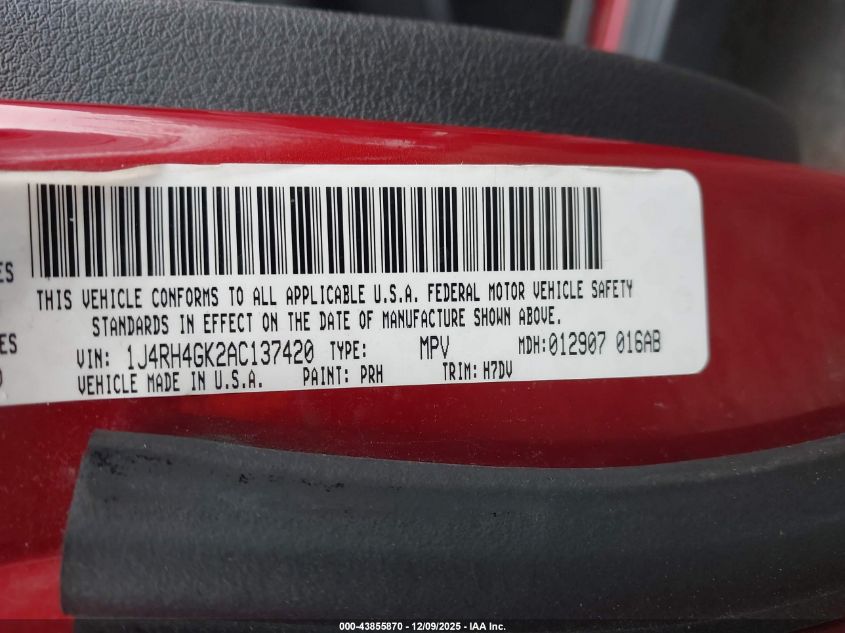 ES
THIS VEHICLE CONFORMS TO ALL APPLICABLE U.S.A. FEDERAL MOTOR VEHICLE SAFETY
STANDARDS IN EFFECT ON THE DATE OF MANUFACTURE SHOWN ABOVE.
ES
VIN: 1J4RH4GK2AC137420 TYPE: MPV MDH:012907 016AB
VEHICLE MADE IN U.S.A. PAINT: PRH TRIM: H7DV
000-43855870 | 12/09/2025 - IAA Inc.